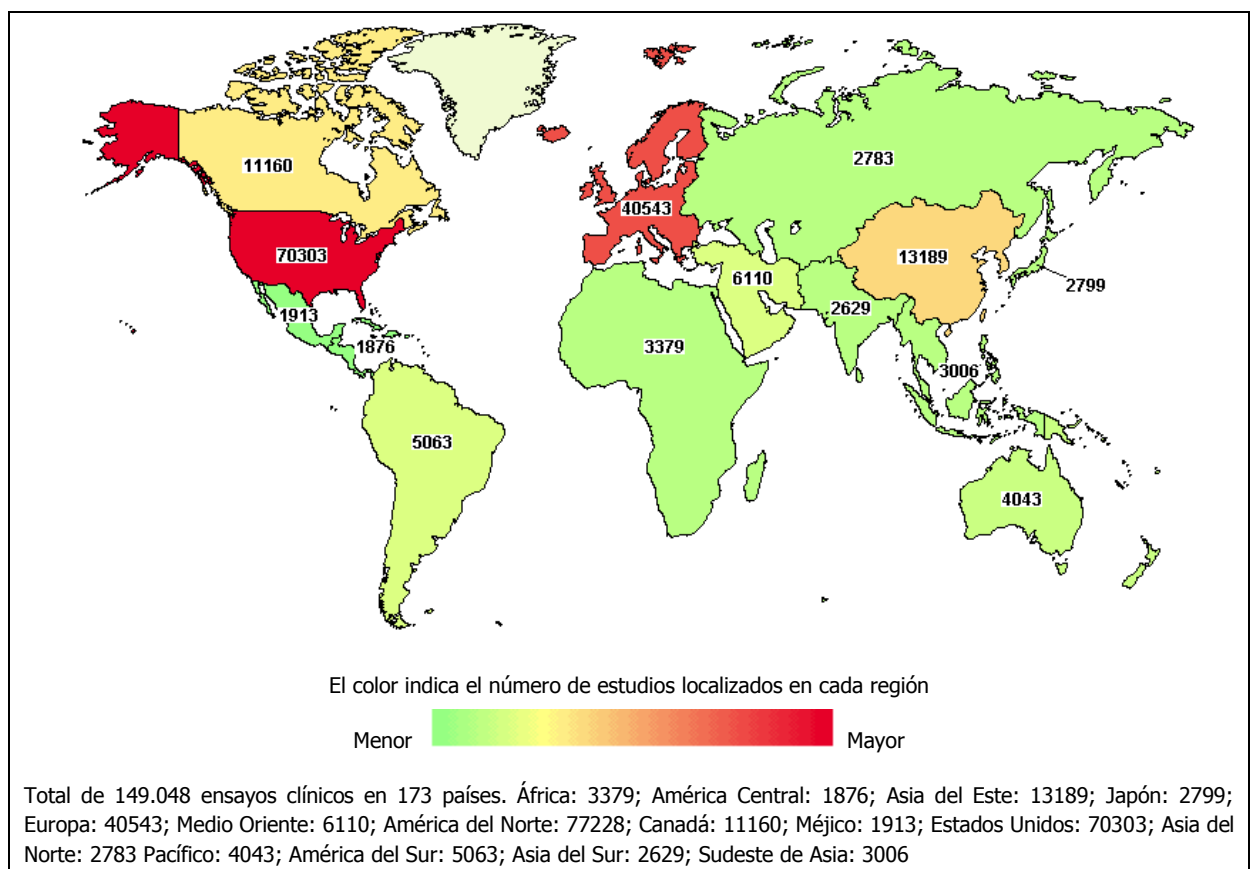 2783
11160
40543
70303
13189
6110
2799
1913
2629
1876
3379
3006
5063
4043
El color indica el número de estudios localizados en cada región
Menor Mayor
Total de 149.048 ensayos clínicos en 173 países. África: 3379; América Central: 1876; Asia del Este: 13189; Japón: 2799;
Europa: 40543; Medio Oriente: 6110; América del Norte: 77228; Canadá: 11160; Méjico: 1913; Estados Unidos: 70303; Asia del
Norte: 2783 Pacífico: 4043; América del Sur: 5063; Asia del Sur: 2629; Sudeste de Asia: 3006